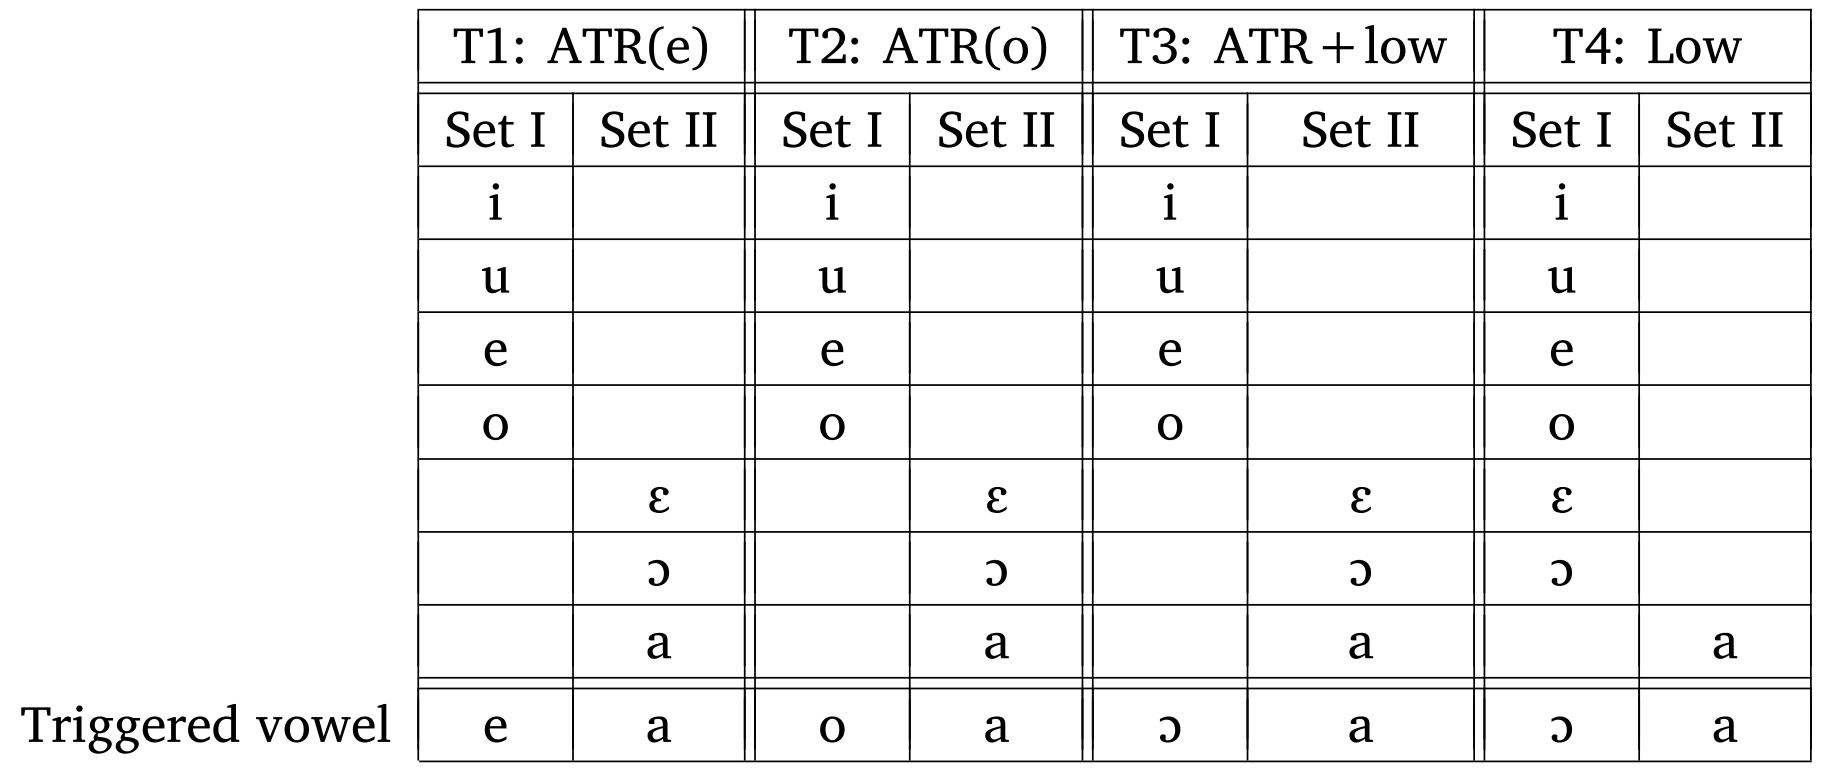 T1: ATR(e) T2: ATR(o) T3: ATR+low T4: Low
Set I Set II Set I Set II Set I Set II Set I Set II
i i i i
u u u u
e e e e
o o o o
ɛ ɛ ɛ ɛ
ɔ ɔ ɔ ɔ
a a a a
Triggered vowel e a o a ɔ a ɔ a